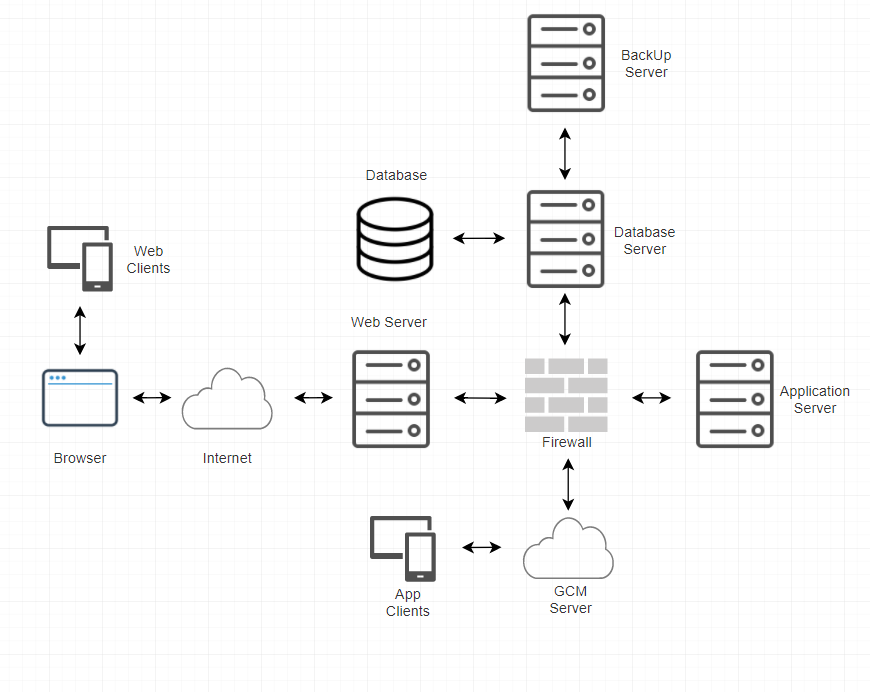 BackUp
Server
Database
Database
Server
Web
Clients
Web Server
Application
Server
Firewall
Browser
Internet
App
Clients
GCM
Server